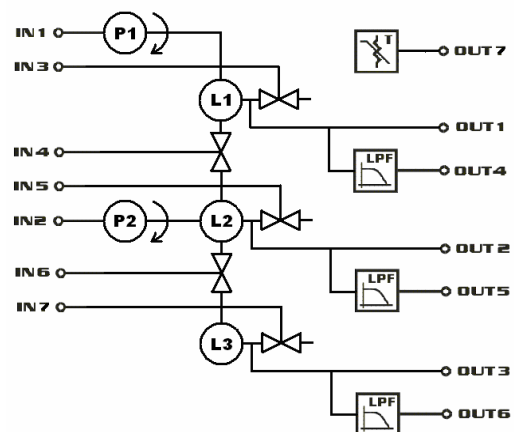 IN1 P1 T OUT7
IN3
L1
OUT1
IN4 LPF OUT4
IN5
IN2 P2 L2
OUT2
IN6 LPF OUT5
IN7
L3
OUT3
LPF OUT6